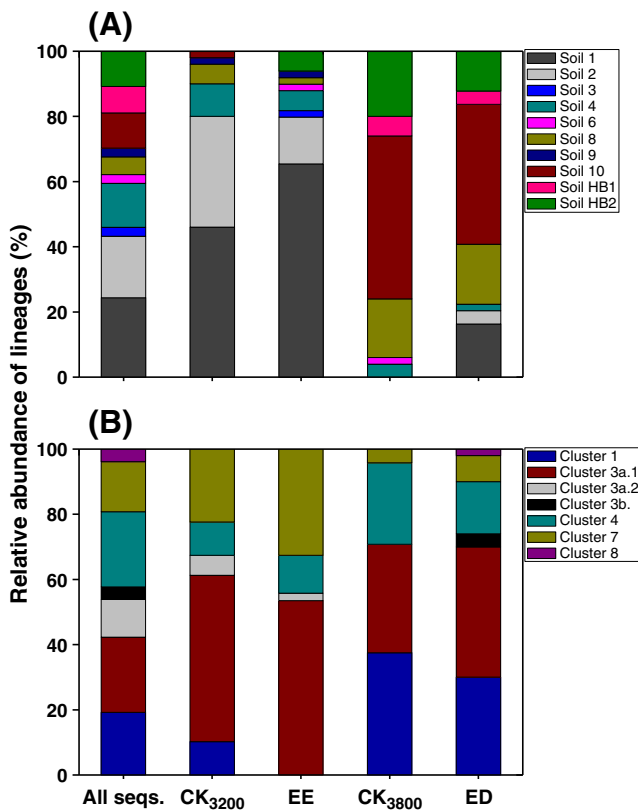 (A)
Relative abundance of lineages (%)
100
80
60
40
20
0
Soil 1
Soil 2
Soil 3
Soil 4
Soil 6
Soil 8
Soil 9
Soil 10
Soil HB1
Soil HB2
(B)
100
80
60
40
20
0
Cluster 1
Cluster 3a.1
Cluster 3a.2
Cluster 3b.
Cluster 4
Cluster 7
Cluster 8
All seqs. CK3200 EE CK3800 ED